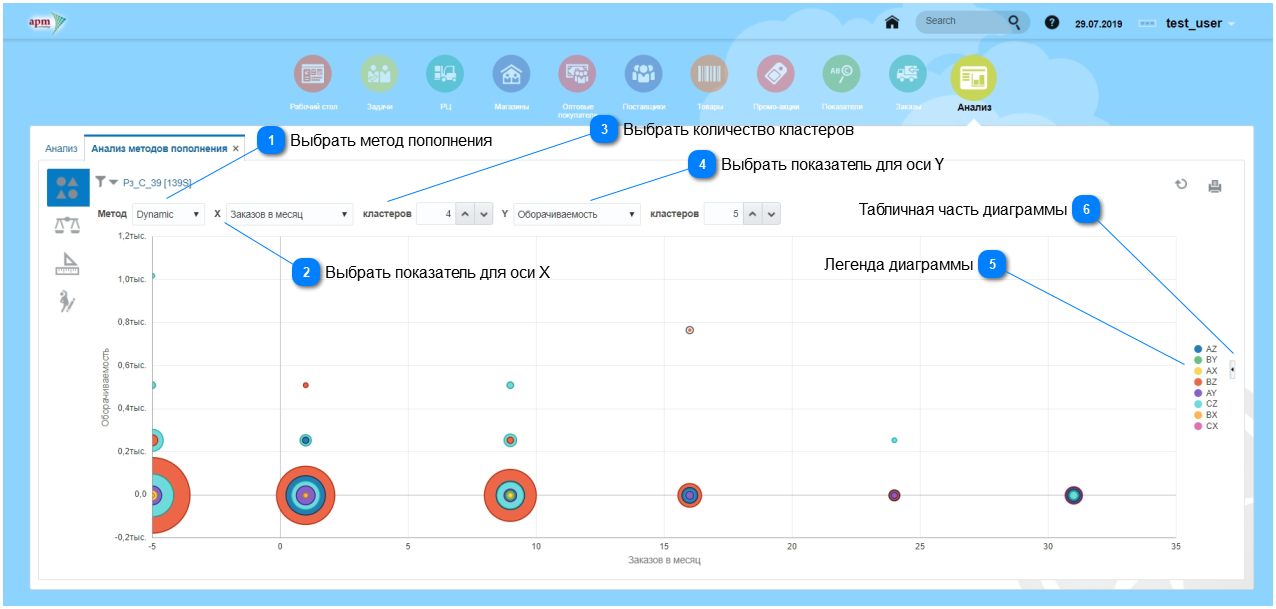 apm
Search
29.07.2019
test_user
Рабочий стол
Задачи
РЦ
Магазины
Оптовые покупатели
Поставщики
Товары
Промо-акции
Показатели
Заказы
Анализ
Анализ
Анализ методов пополнения ×
1 Выбрать метод пополнения
3 Выбрать количество кластеров
4 Выбрать показатель для оси Y
Рз_С_39 [139S]
Метод Dynamic X Заказов в месяц кластеров 4 Y Оборачиваемость кластеров 5
Табличная часть диаграммы 6
2 Выбрать показатель для оси X
Легенда диаграммы 5
1,2тыс.
1,0тыс.
0,8тыс.
0,6тыс.
0,4тыс.
0,2тыс.
0,0
-0,2тыс.
Оборачиваемость
-5 0 5 10 15 20 25 30 35
Заказов в месяц
AZ
BY
AX
BZ
AY
CZ
BX
CX